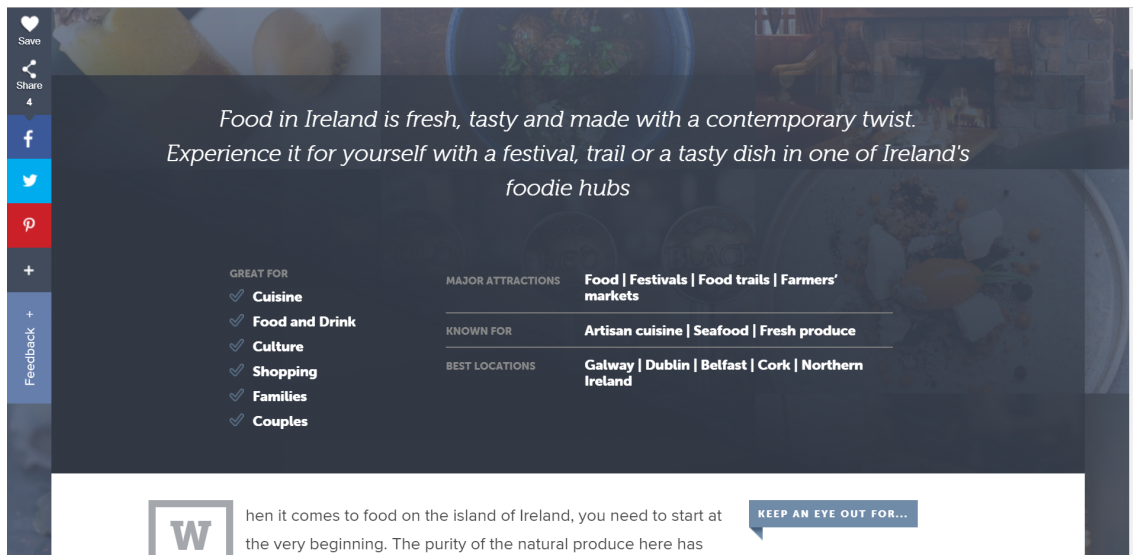 Save
Share
4
f
+
Feedback +
Food in Ireland is fresh, tasty and made with a contemporary twist.
Experience it for yourself with a festival, trail or a tasty dish in one of Ireland's
foodie hubs
GREAT FOR
Cuisine
Food and Drink
Culture
Shopping
Families
Couples
MAJOR ATTRACTIONS
Food | Festivals | Food trails | Farmers’
markets
KNOWN FOR
Artisan cuisine | Seafood | Fresh produce
BEST LOCATIONS
Galway | Dublin | Belfast | Cork | Northern
Ireland
When it comes to food on the island of Ireland, you need to start at
the very beginning. The purity of the natural produce here has
KEEP AN EYE OUT FOR...